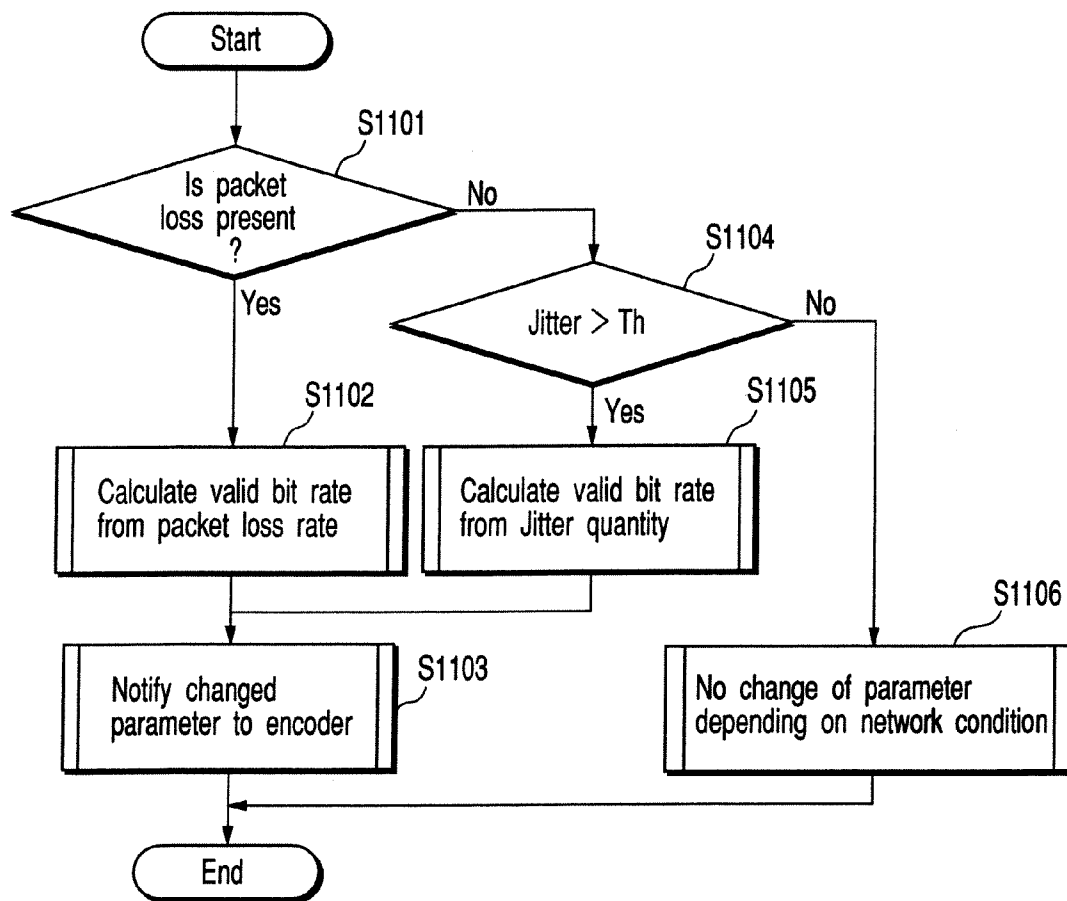 Start
S1101
Is packet
loss present
?
No
Yes
S1104
Jitter > Th
No
Yes
S1102
Calculate valid bit rate
from packet loss rate
S1105
Calculate valid bit rate
from Jitter quantity
S1103
Notify changed
parameter to encoder
S1106
No change of parameter
depending on network condition
End